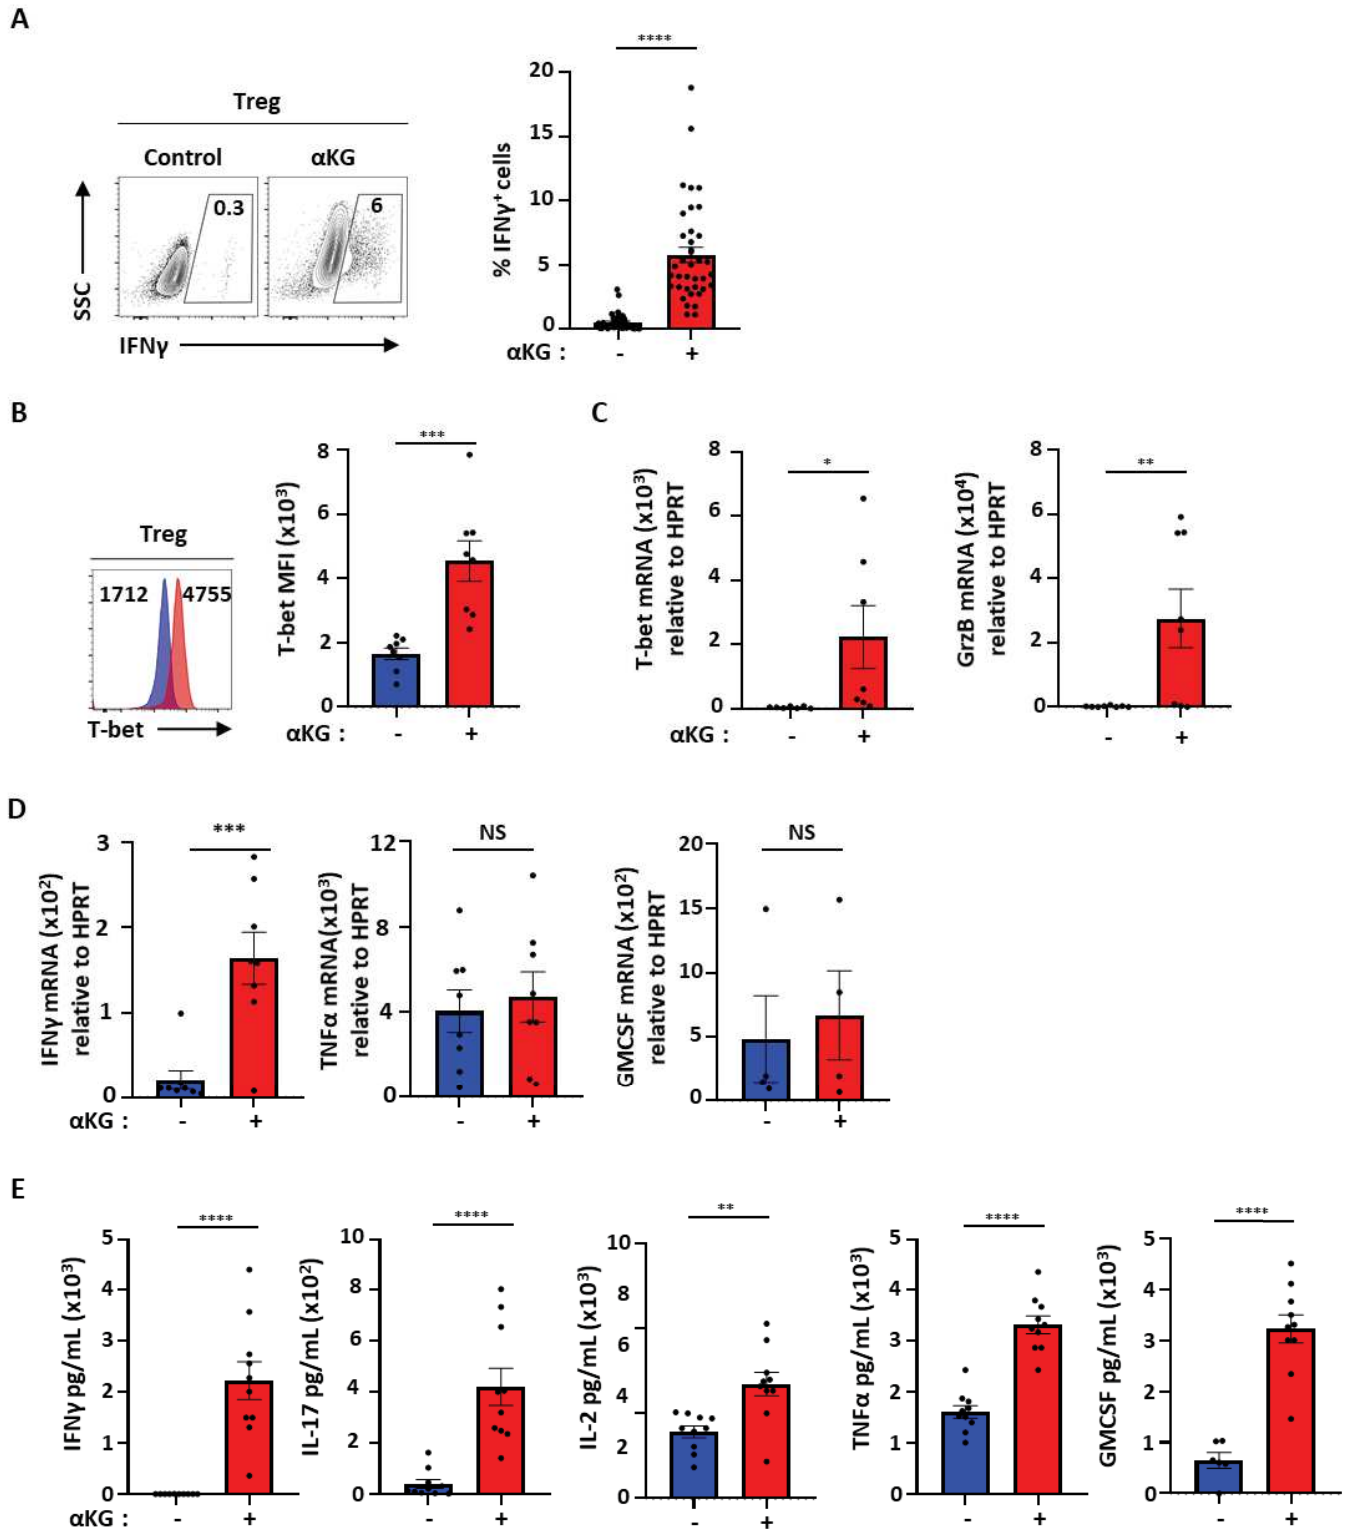 A
Treg
Control
αKG
0.3
6
SSC
IFNγ
****
% IFNγ⁺ cells
20
15
10
5
0
αKG :
-
+
B
Treg
1712
4755
T-bet
***
T-bet MFI (x10³)
8
6
4
2
0
αKG :
-
+
C
*
T-bet mRNA (x10³)
relative to HPRT
8
6
4
2
0
αKG :
-
+
**
GrzB mRNA (x10⁴)
relative to HPRT
8
6
4
2
0
-
+
D
***
IFNγ mRNA (x10²)
relative to HPRT
3
2
1
0
αKG :
-
+
NS
TNFα mRNA(x10³)
relative to HPRT
12
8
4
0
-
+
NS
GMCSF mRNA (x10²)
relative to HPRT
20
15
10
5
0
-
+
E
****
IFNγ pg/mL (x10³)
5
4
3
2
1
0
αKG :
-
+
****
IL-17 pg/mL (x10²)
10
8
6
4
2
0
-
+
**
IL-2 pg/mL (x10³)
10
8
6
4
2
0
-
+
****
TNFα pg/mL (x10³)
5
4
3
2
1
0
-
+
****
GMCSF pg/mL (x10³)
5
4
3
2
1
0
-
+